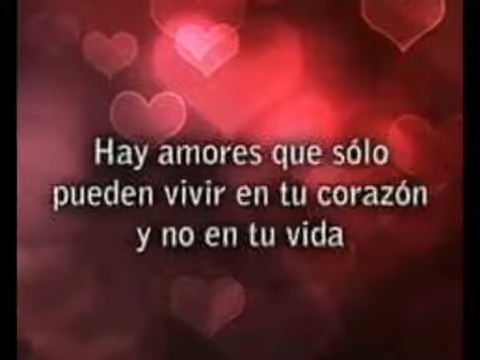 Hay amores que sólo
pueden vivir en tu corazón
y no en tu vida